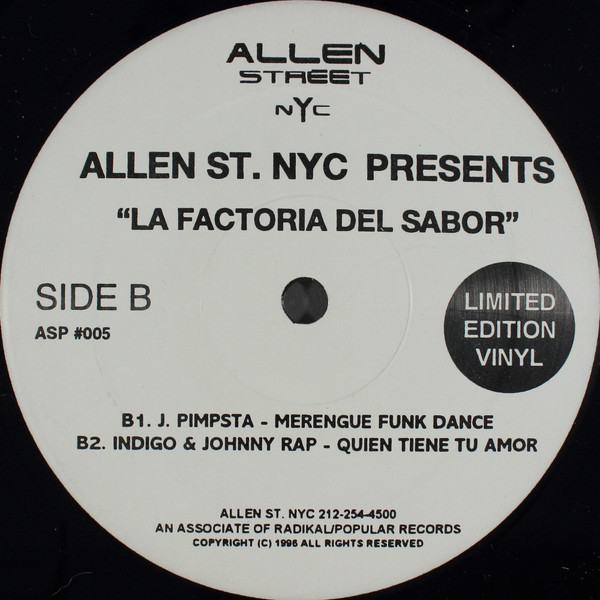 ALLEN
STREET
NYC
ALLEN ST. NYC PRESENTS
"LA FACTORIA DEL SABOR"
SIDE B
ASP #005
LIMITED
EDITION
VINYL
B1. J. PIMPSTA - MERENGUE FUNK DANCE
B2. INDIGO & JOHNNY RAP - QUIEN TIENE TU AMOR
ALLEN ST. NYC 212-254-4500
AN ASSOCIATE OF RADIKAL/POPULAR RECORDS
COPYRIGHT (C) 1996 ALL RIGHTS RESERVED